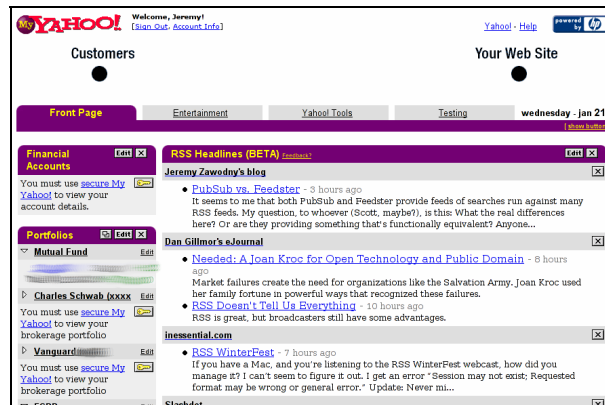 My YAHOO!
Welcome, Jeremy!
[Sign Out, Account Info]
Yahoo! - Help
powered by hp
Customers
Your Web Site
Front Page
Entertainment
Yahoo! Tools
Testing
wednesday - jan 21
[ show button
Financial Accounts
Edit X
You must use secure My
Yahoo! to view your
account details.
Portfolios
Edit X
Mutual Fund
Edit
Charles Schwab (xxxx
Edit
You must use secure My
Yahoo! to view your
brokerage portfolio
Vanguard
Edit
You must use secure My
Yahoo! to view your
brokerage portfolio
RSS Headlines (BETA) Feedback?
Edit X
Jeremy Zawodny's blog
X
PubSub vs. Feedster - 3 hours ago
It seems to me that both PubSub and Feedster provide feeds of searches run against many
RSS feeds. My question, to whoever (Scott, maybe?), is this: What the real differences
here? Or are they providing something that's functionally equivalent? Anyone...
Dan Gillmor's eJournal
X
Needed: A Joan Kroc for Open Technology and Public Domain - 8 hours
ago
Market failures create the need for organizations like the Salvation Army. Joan Kroc used
her family fortune in powerful ways that recognized these failures.
RSS Doesn't Tell Us Everything - 10 hours ago
RSS is great, but broadcasters still have some advantages.
inessential.com
X
RSS WinterFest - 7 hours ago
If you have a Mac, and you're listening to the RSS WinterFest webcast, how did you
manage it? I can't seem to figure it out. I get an error "Session may not exist; Requested
format may be wrong or general error." Update: Never mi...
Slashdot